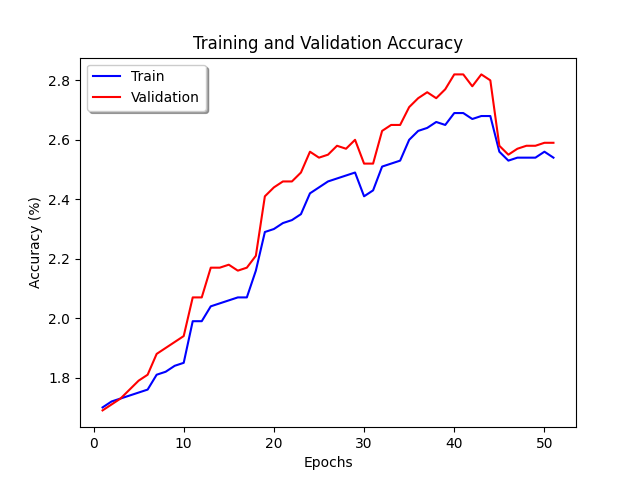 Training and Validation Accuracy
Train
Validation
Accuracy (%)
2.8
2.6
2.4
2.2
2.0
1.8
0 10 20 30 40 50
Epochs